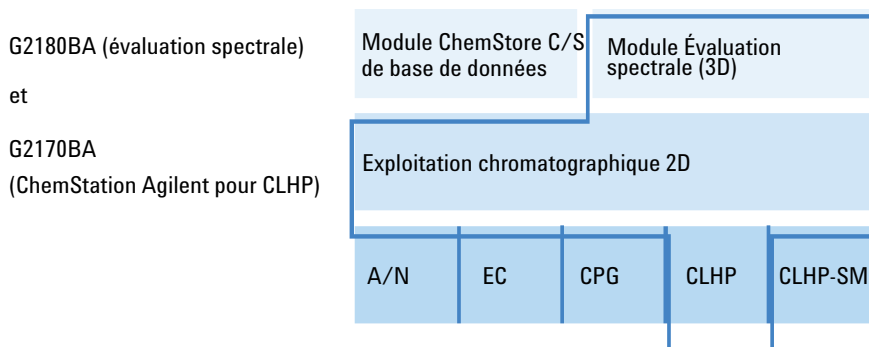 G2180BA (évaluation spectrale)
et
G2170BA
(ChemStation Agilent pour CLHP)
Module ChemStore C/S
de base de données
Module Évaluation
spectrale (3D)
Exploitation chromatographique 2D
A/N
EC
CPG
CLHP
CLHP-SM